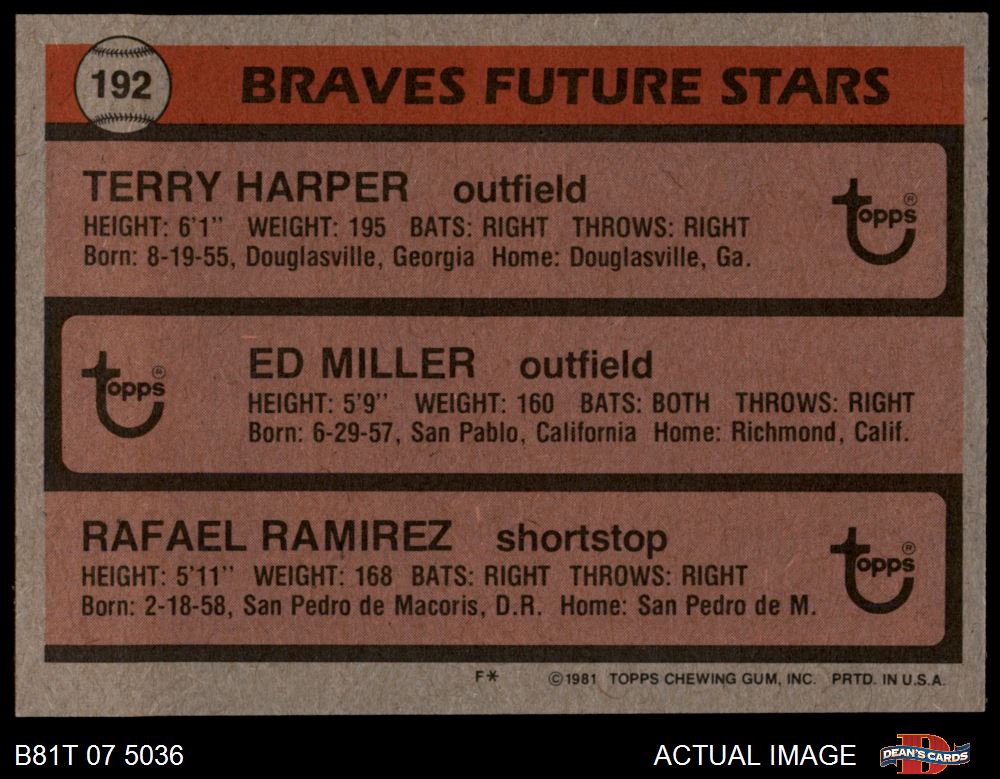 192 BRAVES FUTURE STARS
TERRY HARPER outfield
HEIGHT: 6'1" WEIGHT: 195 BATS: RIGHT THROWS: RIGHT
Born: 8-19-55, Douglasville, Georgia Home: Douglasville, Ga.
Topps®
ED MILLER outfield
HEIGHT: 5'9" WEIGHT: 160 BATS: BOTH THROWS: RIGHT
Born: 6-29-57, San Pablo, California Home: Richmond, Calif.
Topps®
RAFAEL RAMIREZ shortstop
HEIGHT: 5'11" WEIGHT: 168 BATS: RIGHT THROWS: RIGHT
Born: 2-18-58, San Pedro de Macoris, D.R. Home: San Pedro de M.
Topps®
F* ©1981 TOPPS CHEWING GUM, INC. PRTD. IN U.S.A.
B81T 07 5036 ACTUAL IMAGE D DEAN'S CARDS